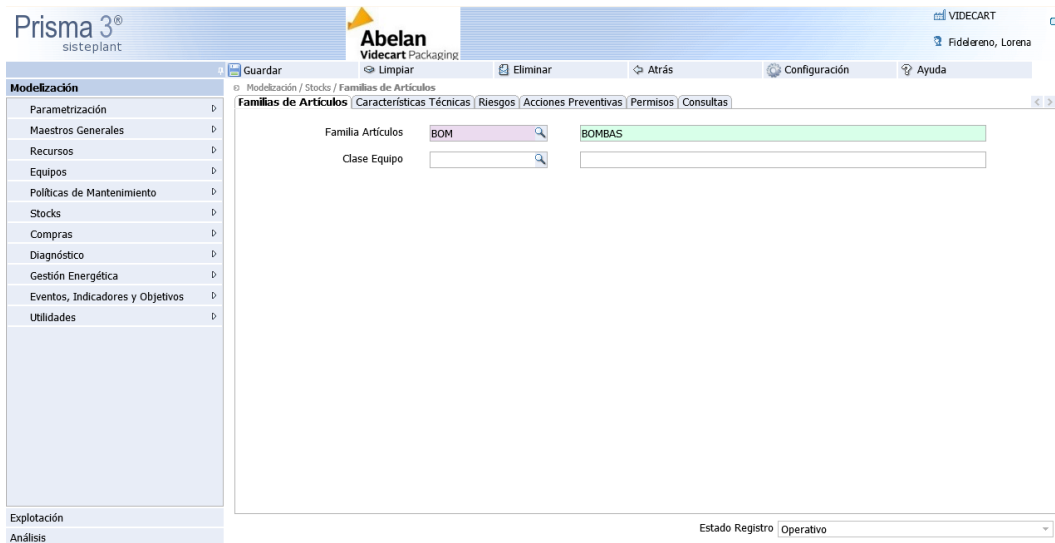 Prisma 3®
sisteplant
Abelan
Videcart Packaging
VIDECART
Fidelereno, Lorena
Guardar Limpiar Eliminar Atrás Configuración Ayuda
Modelización
Modelización / Stocks / Familias de Artículos
Familias de Artículos Características Técnicas Riesgos Acciones Preventivas Permisos Consultas
Parametrización
Maestros Generales
Recursos
Equipos
Políticas de Mantenimiento
Stocks
Compras
Diagnóstico
Gestión Energética
Eventos, Indicadores y Objetivos
Utilidades
Familia Artículos BOM BOMBAS
Clase Equipo
Explotación
Análisis
Estado Registro Operativo